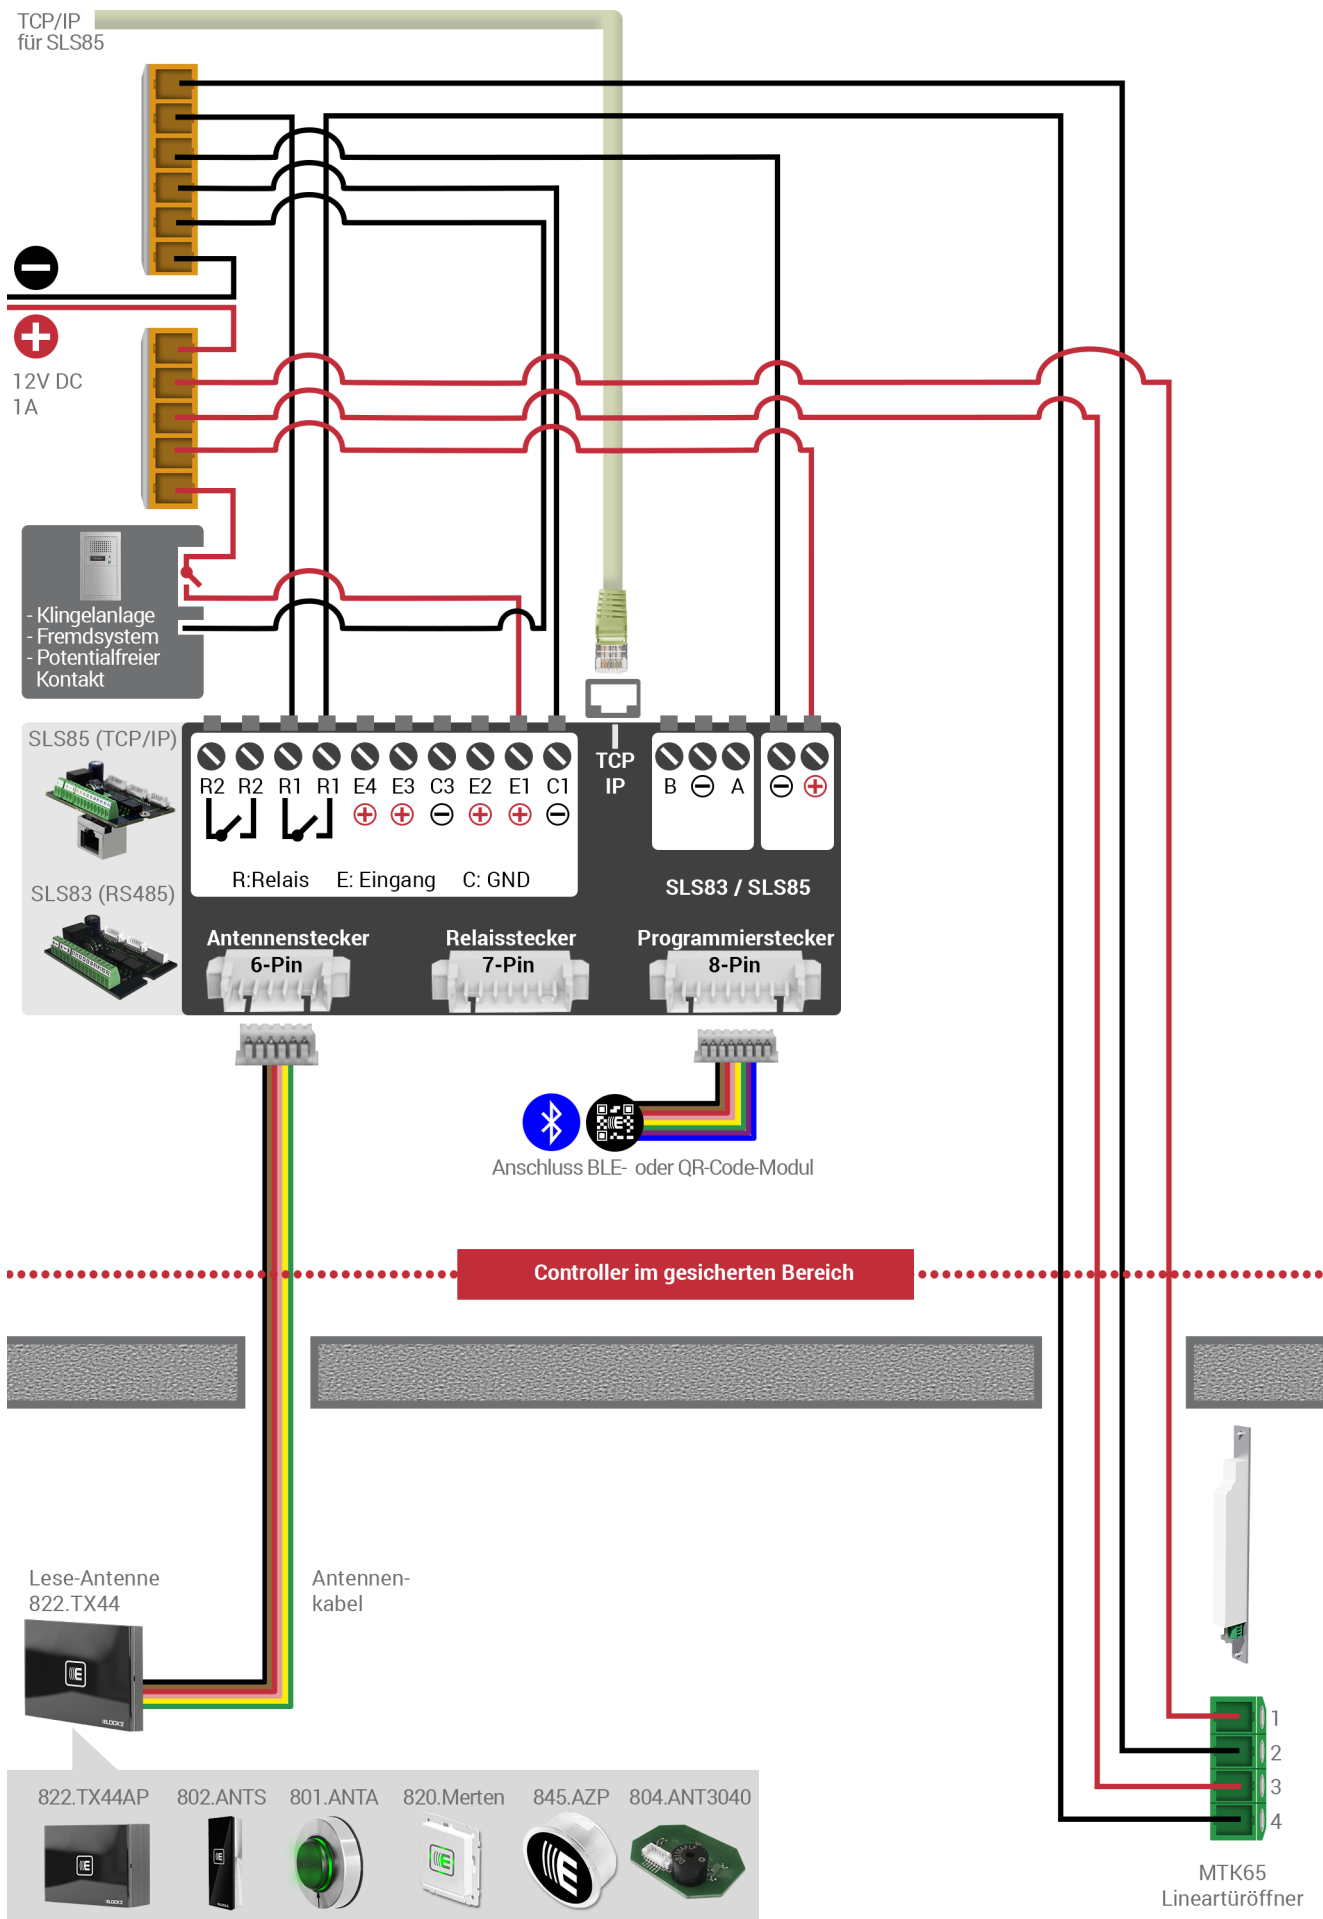 TCP/IP
für SLS85
12V DC
1A
- Klingelanlage
- Fremdsystem
- Potentialfreier
Kontakt
SLS85 (TCP/IP)
SLS83 (RS485)
R2 R2 R1 R1 E4 E3 C3 E2 E1 C1
R:Relais E: Eingang C: GND
TCP
IP
B A
SLS83 / SLS85
Antennenstecker
6-Pin
Relaisstecker
7-Pin
Programmierstecker
8-Pin
Anschluss BLE- oder QR-Code-Modul
Controller im gesicherten Bereich
Lese-Antenne
822.TX44
Antennen-
kabel
1
2
3
4
MTK65
Lineartüröffner
822.TX44AP 802.ANTS 801.ANTA 820.Merten 845.AZP 804.ANT3040